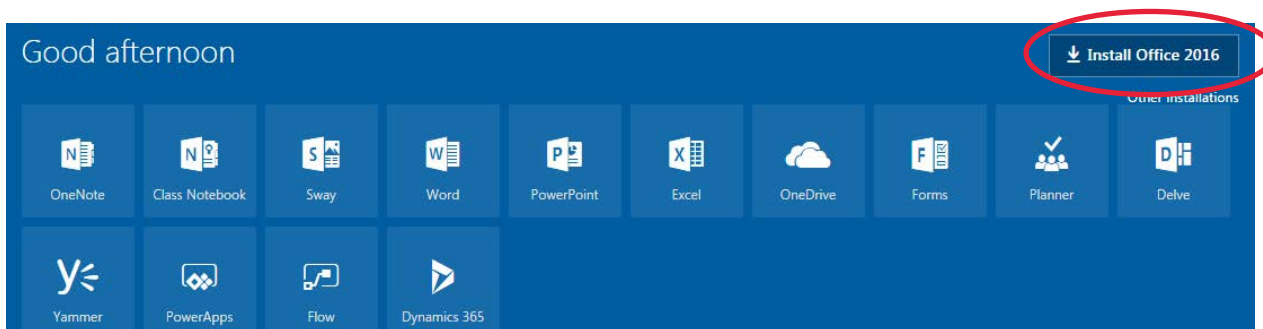 Good afternoon
Install Office 2016
Other installations
OneNote
Class Notebook
Sway
Word
PowerPoint
Excel
OneDrive
Forms
Planner
Delve
Yammer
PowerApps
Flow
Dynamics 365